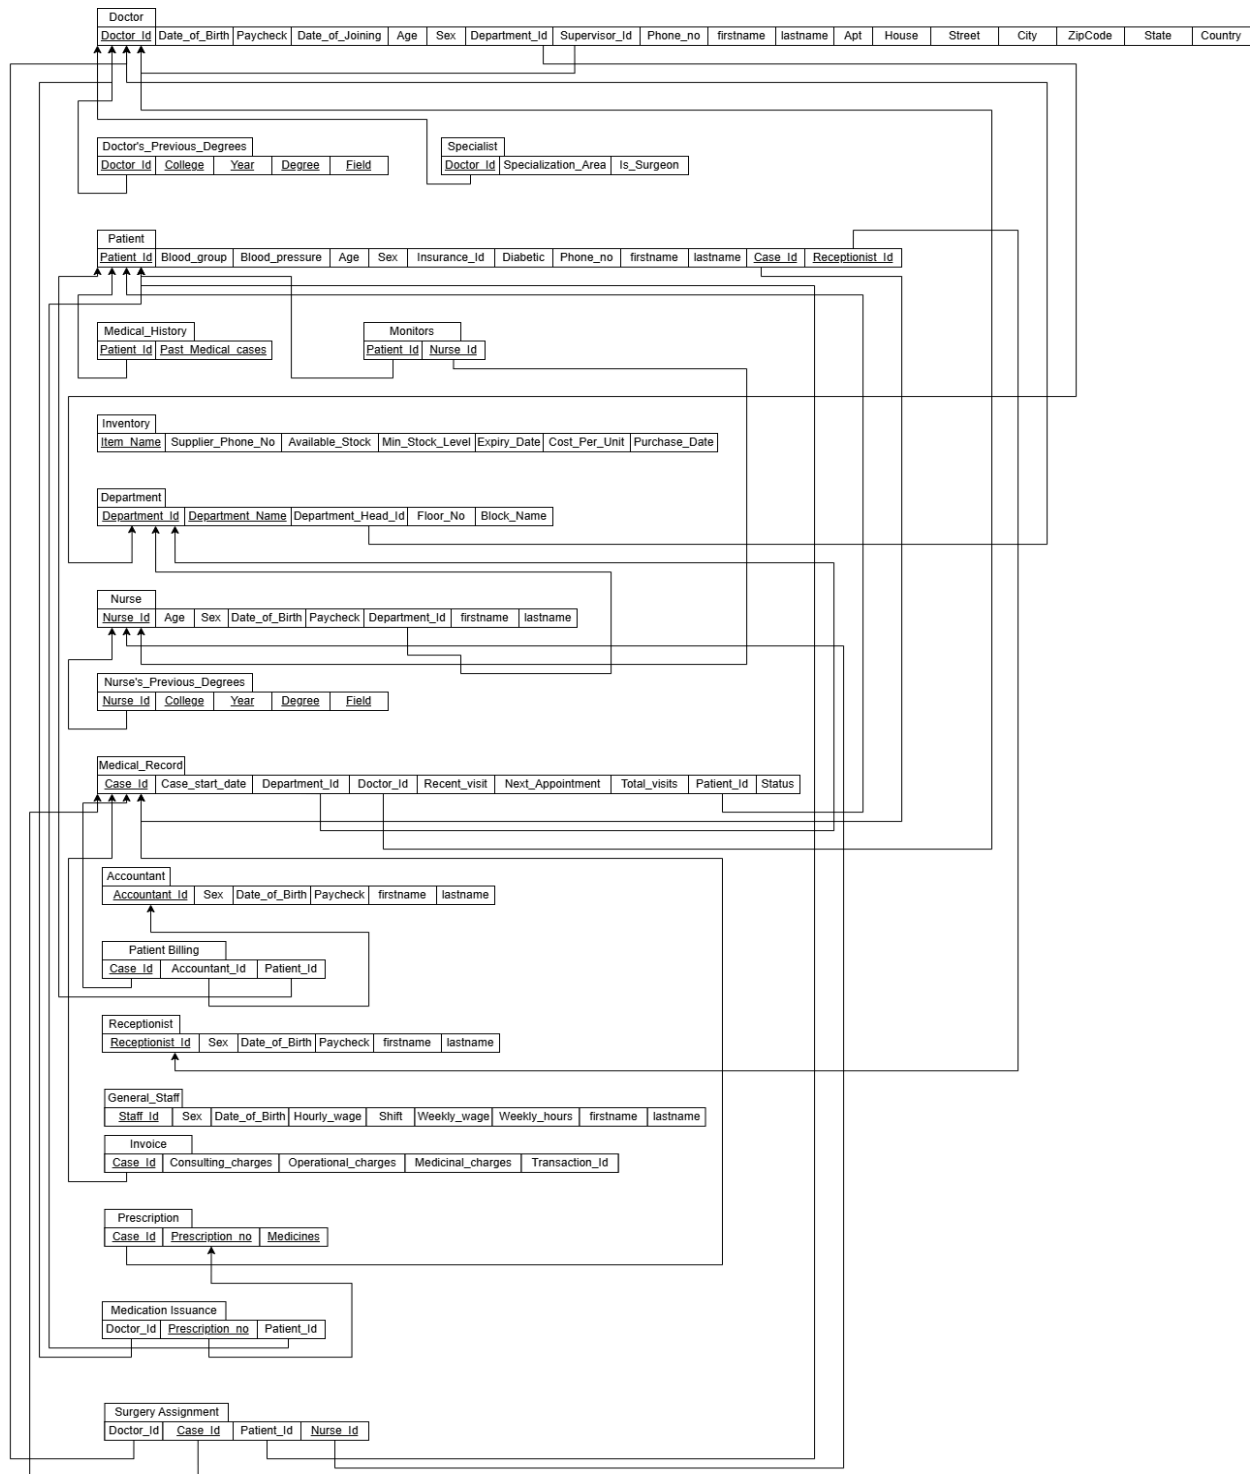 Doctor
Doctor_Id Date_of_Birth Paycheck Date_of_Joining Age Sex Department_Id Supervisor_Id Phone_no firstname lastname Apt House Street City ZipCode State Country
Doctor's_Previous_Degrees
Doctor_Id College Year Degree Field
Specialist
Doctor_Id Specialization_Area Is_Surgeon
Patient
Patient_Id Blood_group Blood_pressure Age Sex Insurance_Id Diabetic Phone_no firstname lastname Case_Id Receptionist_Id
Medical_History
Patient_Id Past_Medical_cases
Monitors
Patient_Id Nurse_Id
Inventory
Item_Name Supplier_Phone_No Available_Stock Min_Stock_Level Expiry_Date Cost_Per_Unit Purchase_Date
Department
Department_Id Department_Name Department_Head_Id Floor_No Block_Name
Nurse
Nurse_Id Age Sex Date_of_Birth Paycheck Department_Id firstname lastname
Nurse's_Previous_Degrees
Nurse_Id College Year Degree Field
Medical_Record
Case_Id Case_start_date Department_Id Doctor_Id Recent_visit Next_Appointment Total_visits Patient_Id Status
Accountant
Accountant_Id Sex Date_of_Birth Paycheck firstname lastname
Patient Billing
Case_Id Accountant_Id Patient_Id
Receptionist
Receptionist_Id Sex Date_of_Birth Paycheck firstname lastname
General_Staff
Staff_Id Sex Date_of_Birth Hourly_wage Shift Weekly_wage Weekly_hours firstname lastname
Invoice
Case_Id Consulting_charges Operational_charges Medicinal_charges Transaction_Id
Prescription
Case_Id Prescription_no Medicines
Medication Issuance
Doctor_Id Prescription_no Patient_Id
Surgery Assignment
Doctor_Id Case_Id Patient_Id Nurse_Id